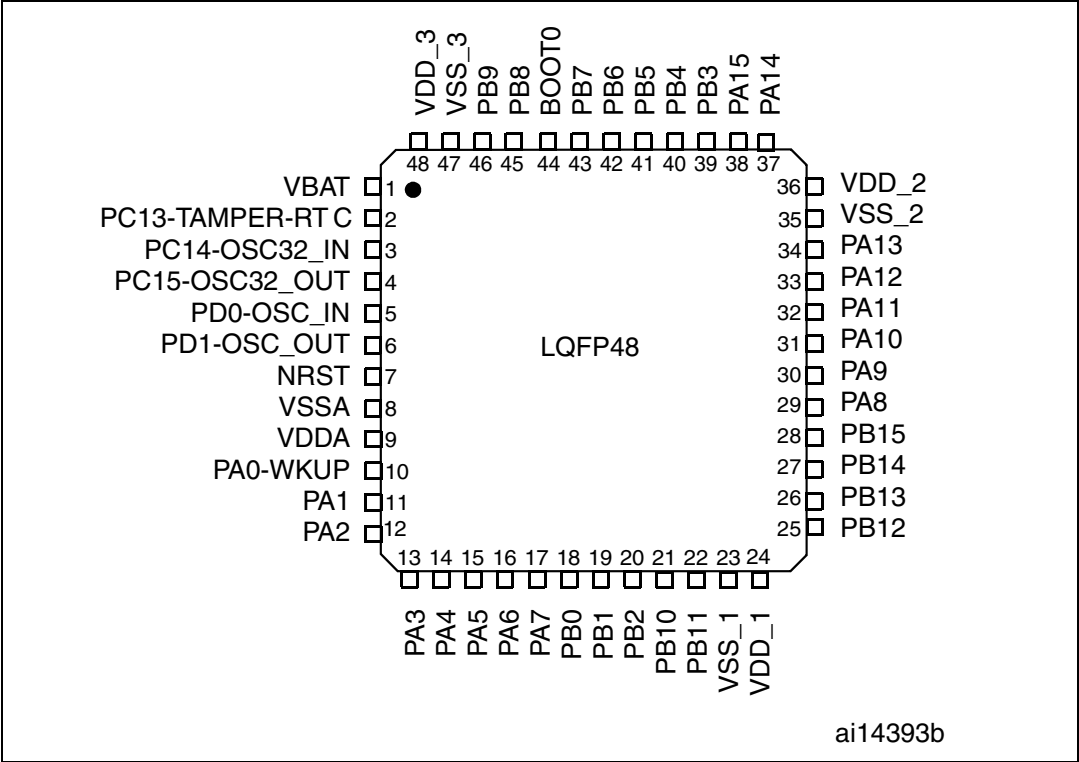 VDD_3
VSS_3
PB9
PB8
BOOT0
PB7
PB6
PB5
PB4
PB3
PA15
PA14
48 47 46 45 44 43 42 41 40 39 38 37
VBAT 1
PC13-TAMPER-RT C 2
PC14-OSC32_IN 3
PC15-OSC32_OUT 4
PD0-OSC_IN 5
PD1-OSC_OUT 6
NRST 7
VSSA 8
VDDA 9
PA0-WKUP 10
PA1 11
PA2 12
LQFP48
36 VDD_2
35 VSS_2
34 PA13
33 PA12
32 PA11
31 PA10
30 PA9
29 PA8
28 PB15
27 PB14
26 PB13
25 PB12
13 14 15 16 17 18 19 20 21 22 23 24
PA3
PA4
PA5
PA6
PA7
PB0
PB1
PB2
PB10
PB11
VSS_1
VDD_1
ai14393b